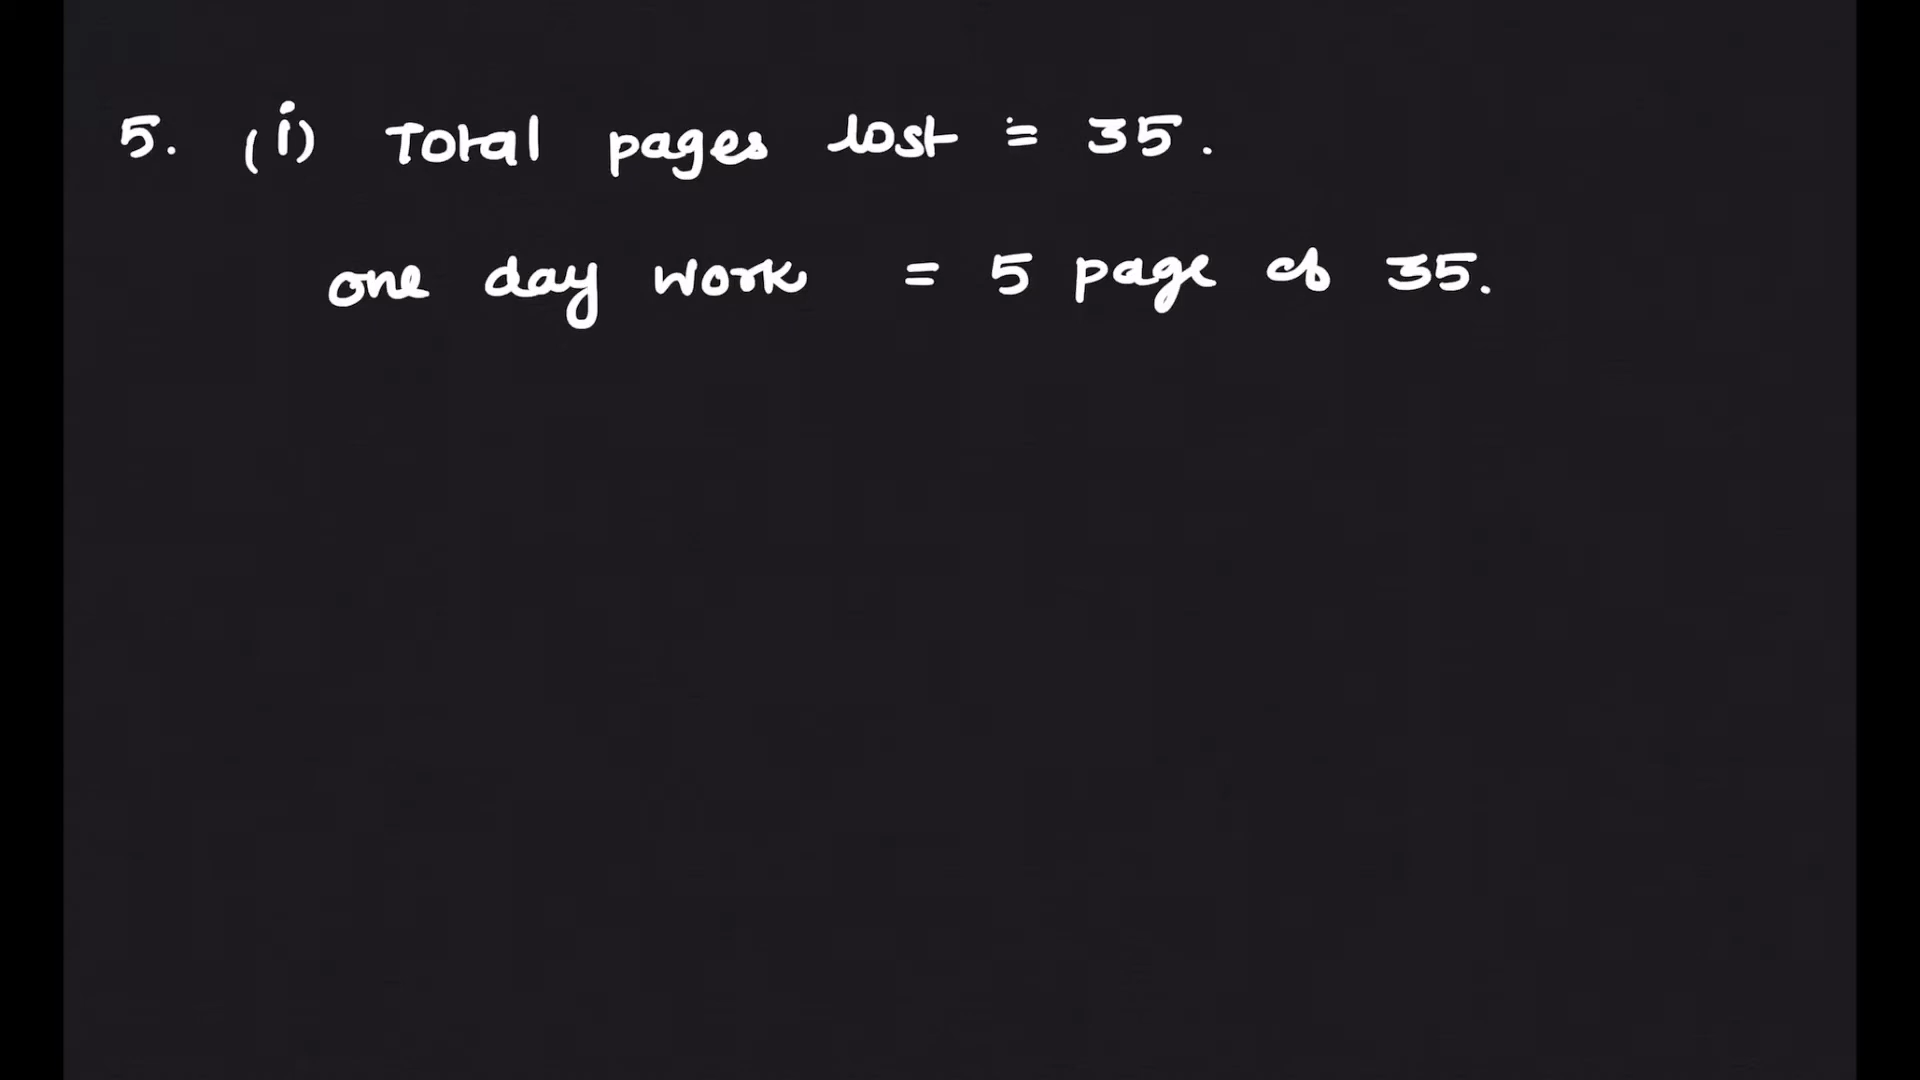 5. (i) Total pages lost = 35.
one day work = 5 page of 35.